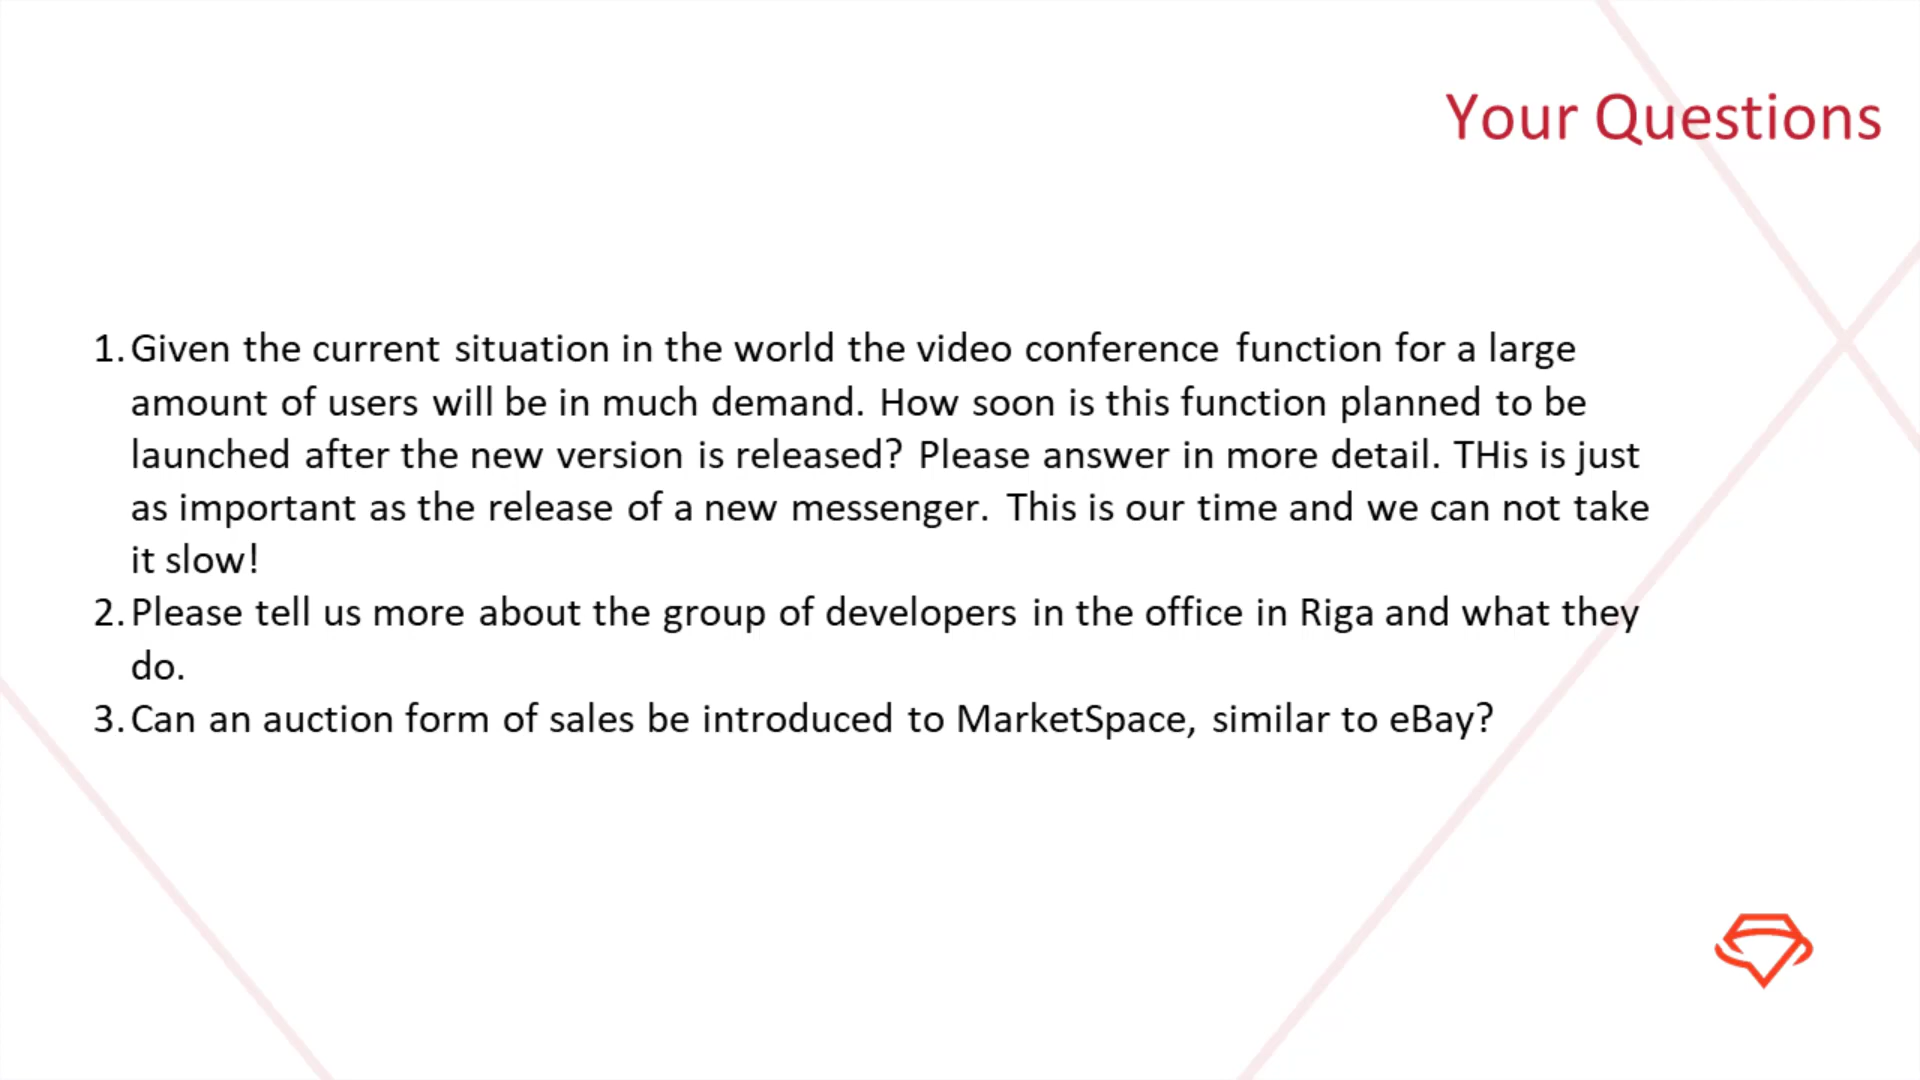 Your Questions
1. Given the current situation in the world the video conference function for a large
amount of users will be in much demand. How soon is this function planned to be
launched after the new version is released? Please answer in more detail. THis is just
as important as the release of a new messenger. This is our time and we can not take
it slow!
2. Please tell us more about the group of developers in the office in Riga and what they
do.
3. Can an auction form of sales be introduced to MarketSpace, similar to eBay?